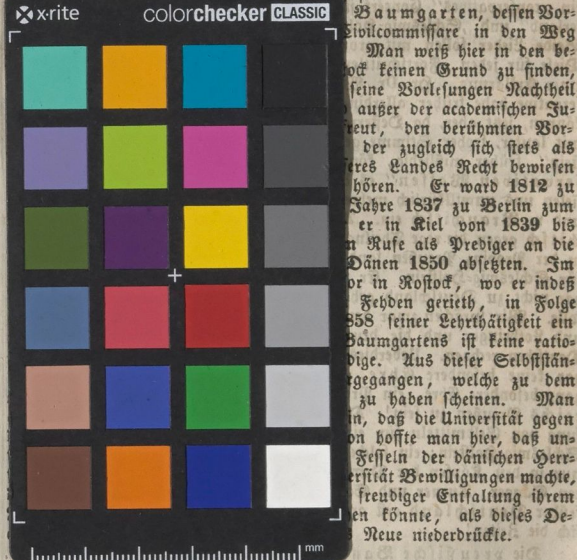 x·rite colorchecker CLASSIC
Baumgarten, deſſen Vor⸗
Civilcommiſſare in den Weg
Man weiß hier in den be⸗
keinen Grund zu finden,
ſeine Vorleſungen Nachtheil
außer der academiſchen Ju⸗
den berühmten Vor⸗
der zugleich ſich ſtets als
Landes Recht bewieſen
hören. Er ward 1812 zu
Jahre 1837 zu Berlin zum
er in Kiel von 1839 bis
Rufe als Prediger an die
Dänen 1850 abſetzten. Im
or in Roſtock, wo er indeß
Fehden gerieth, in Folge
858 ſeiner Lehrthätigkeit ein
Baumgartens iſt keine ratio⸗
dige. Aus dieſer Selbſtſtän⸗
gegangen, welche zu dem
zu haben ſcheinen. Man
in, daß die Univerſität gegen
on hoffte man hier, daß un⸗
Feſſeln der däniſchen Herr⸗
erſität Bewilligungen machte,
freudiger Entfaltung ihrem
en könnte, als dieſes De⸗
Neue niederdrückte.
mm